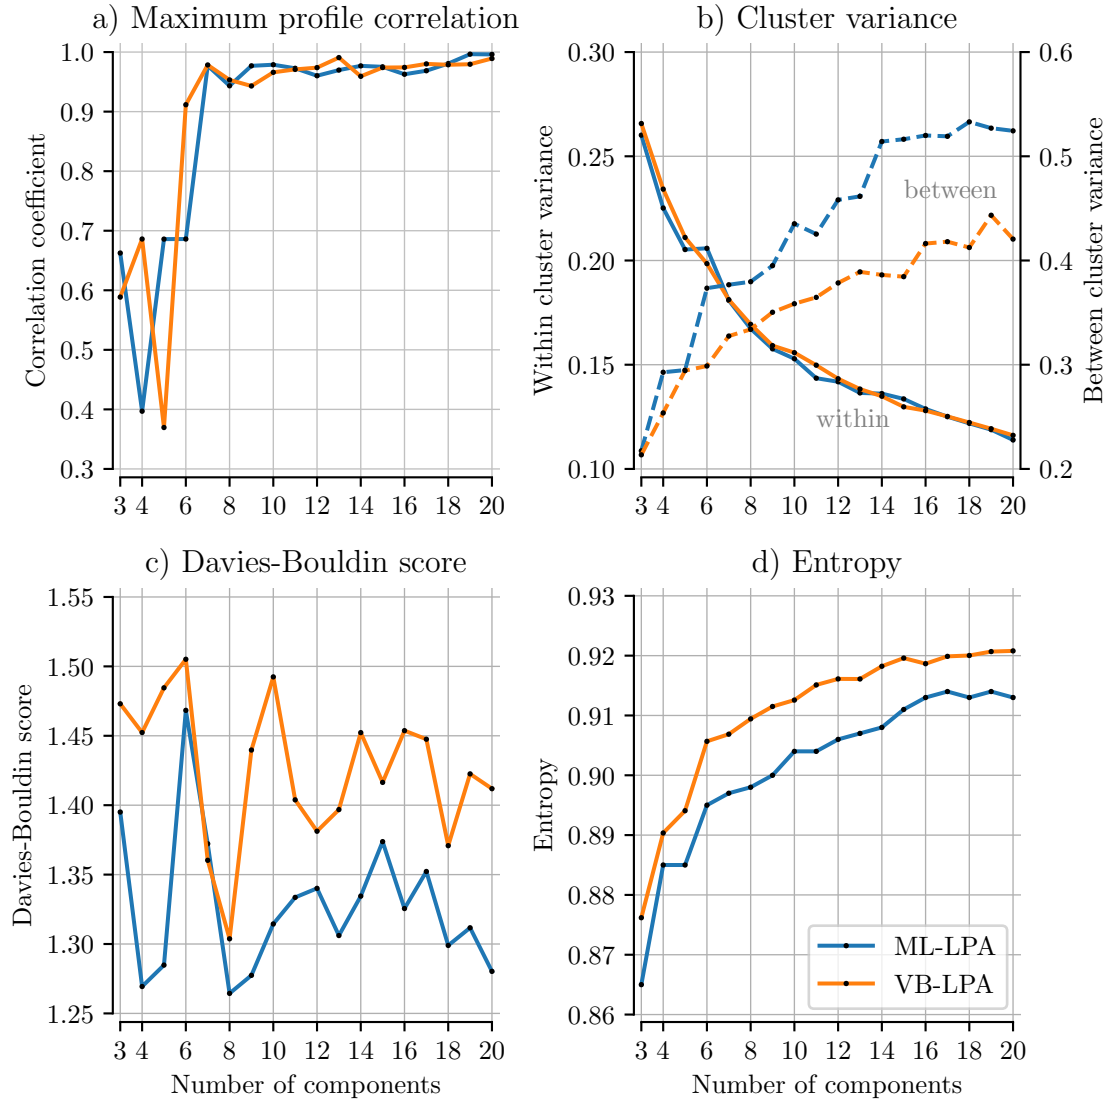 a) Maximum profile correlation
1.0
0.9
0.8
0.7
0.6
0.5
0.4
0.3
Correlation coefficient
3 4 6 8 10 12 14 16 18 20
b) Cluster variance
0.30
0.25
0.20
0.15
0.10
Within cluster variance
between
within
0.6
0.5
0.4
0.3
0.2
Between cluster variance
3 4 6 8 10 12 14 16 18 20
c) Davies-Bouldin score
1.55
1.50
1.45
1.40
1.35
1.30
1.25
Davies-Bouldin score
3 4 6 8 10 12 14 16 18 20
Number of components
d) Entropy
0.93
0.92
0.91
0.90
0.89
0.88
0.87
0.86
Entropy
ML-LPA
VB-LPA
3 4 6 8 10 12 14 16 18 20
Number of components